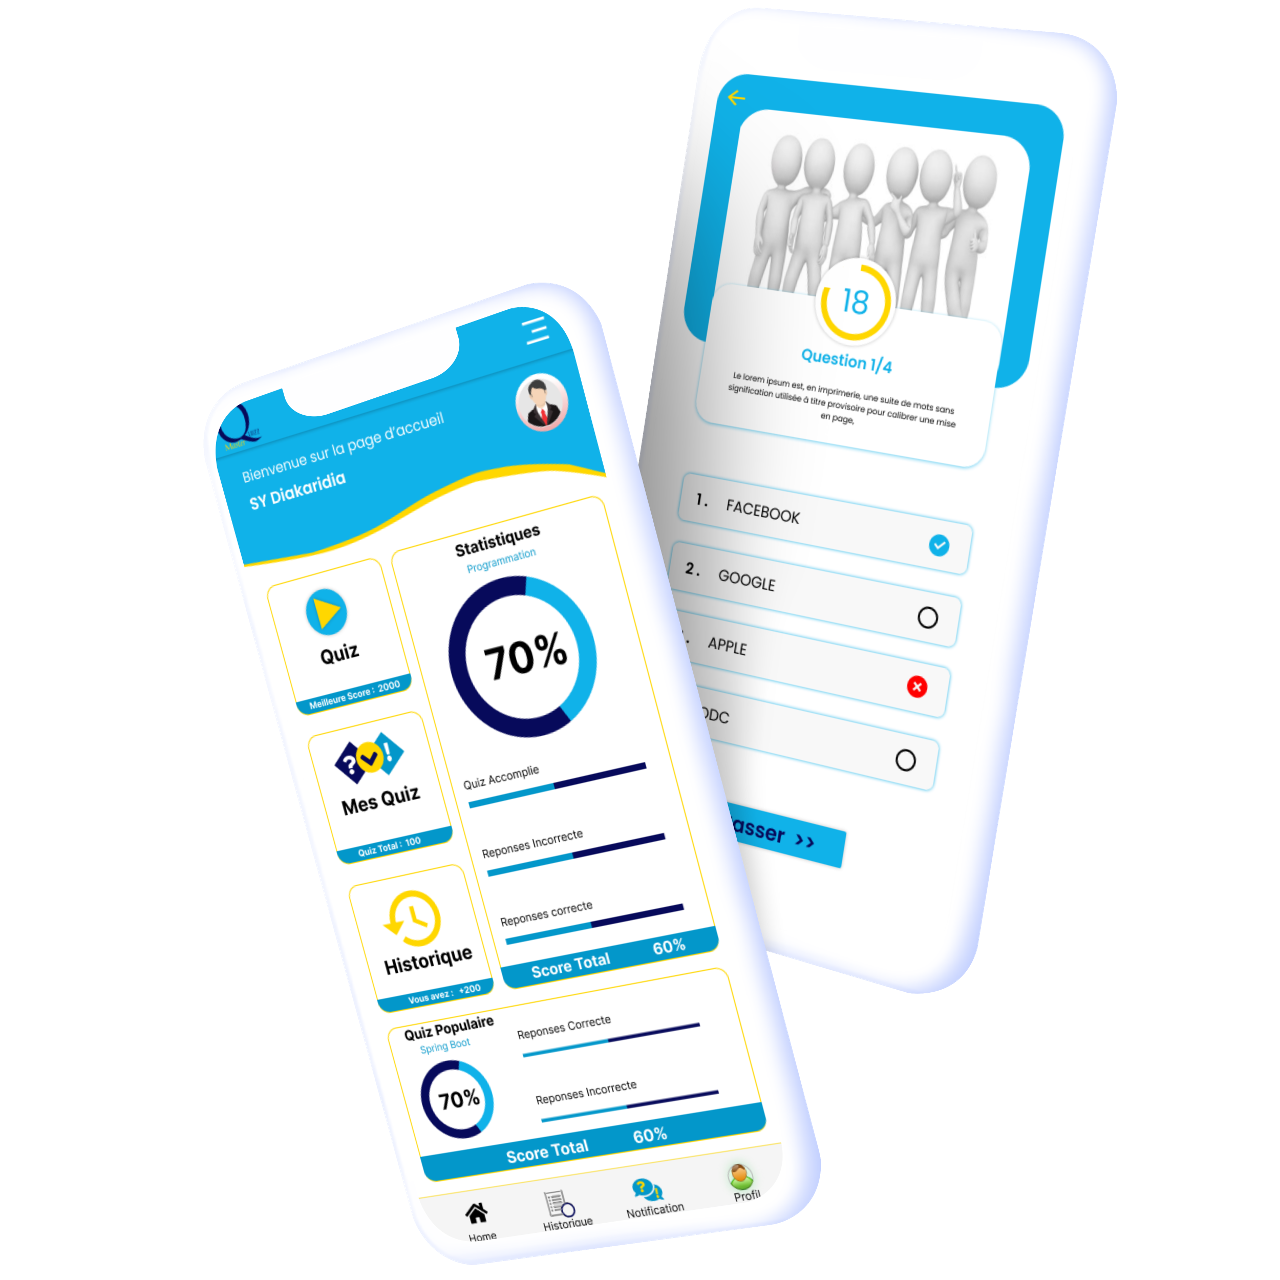 Bienvenue sur la page d'accueil
SY Diakaridia
Quiz
Meilleure Score : 2000
Mes Quiz
Quiz Total : 100
Historique
Vous avez : +200
Statistiques
Programmation
70%
Quiz Accomplie
Reponses Incorrecte
Reponses correcte
Score Total 60%
Quiz Populaire
Spring Boot
70%
Reponses Correcte
Reponses Incorrecte
Score Total 60%
Home
Historique
Notification
Profil
18
Question 1/4
Le lorem ipsum est, en imprimerie, une suite de mots sans
signification utilisée à titre provisoire pour calibrer une mise
en page,
1. FACEBOOK
2. GOOGLE
APPLE
ODC
asser >>